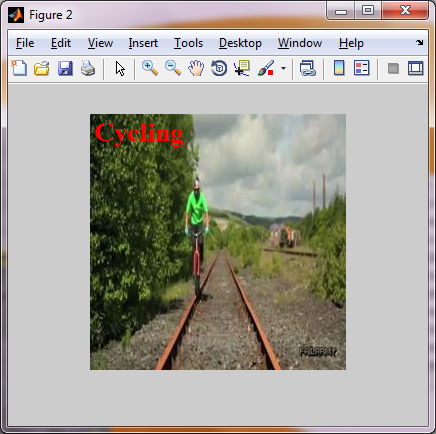 Figure 2
File Edit View Insert Tools Desktop Window Help
Cycling